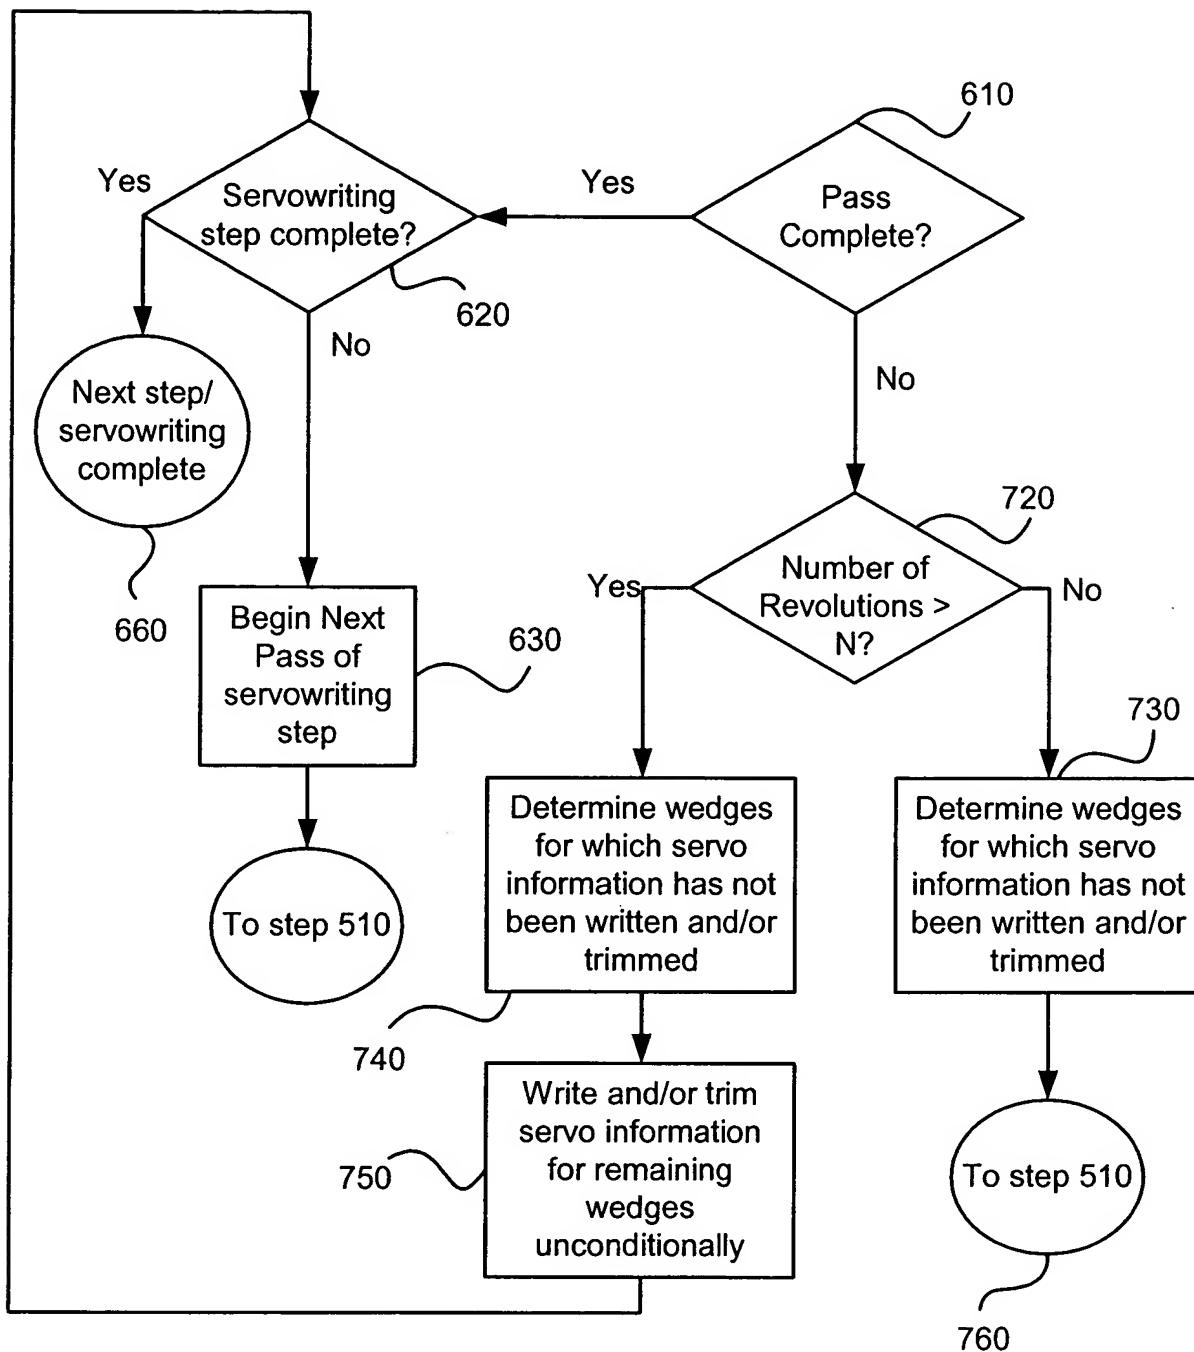 610
Yes
Servowriting
step complete?
Yes
Pass
Complete?
620
No
No
Next step/
servowriting
complete
660
720
Number of
Revolutions >
N?
Yes
No
Begin Next
Pass of
servowriting
step
630
730
Determine wedges
for which servo
information has not
been written and/or
trimmed
Determine wedges
for which servo
information has not
been written and/or
trimmed
To step 510
740
Write and/or trim
servo information
for remaining
wedges
unconditionally
750
To step 510
760